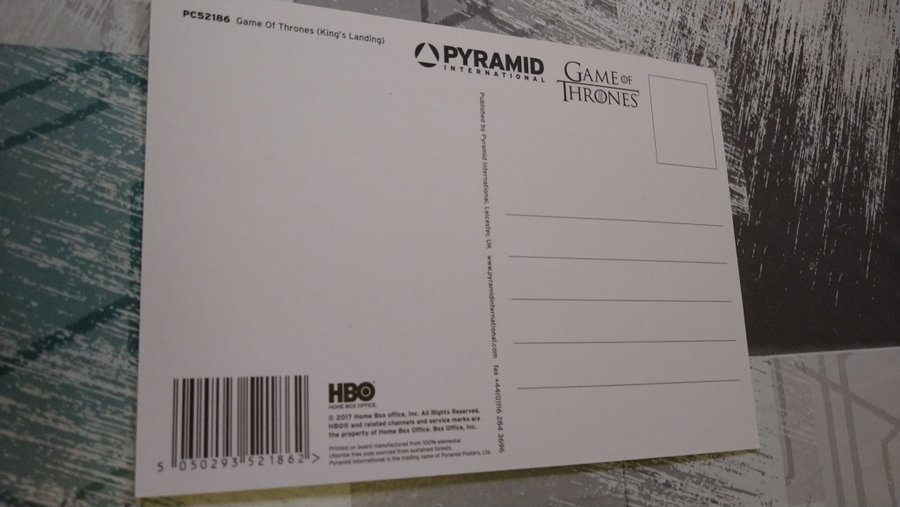 PC52186 Game Of Thrones (King's Landing)
PYRAMID
INTERNATIONAL
GAME OF
THRONES
Published by Pyramid International, Leicester, UK www.pyramidinternational.com fax +44(0)116 284 3696
HBO
HOME BOX OFFICE
© 2017 Home Box office, Inc. All Rights Reserved.
HBO® and related channels and service marks are
the property of Home Box Office. Box Office, Inc.
Printed on board manufactured from 100% elemental
chlorine free pulp sourced from sustained forests.
Pyramid International is the trading name of Pyramid Posters, Ltd.
5 050293 521862 >